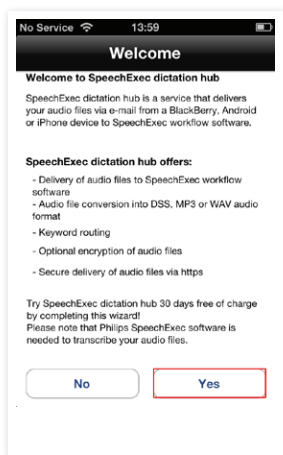 No Service 13:59
Welcome
Welcome to SpeechExec dictation hub
SpeechExec dictation hub is a service that delivers
your audio files via e-mail from a BlackBerry, Android
or iPhone device to SpeechExec workflow software.
SpeechExec dictation hub offers:
- Delivery of audio files to SpeechExec workflow
software
- Audio file conversion into DSS, MP3 or WAV audio
format
- Keyword routing
- Optional encryption of audio files
- Secure delivery of audio files via https
Try SpeechExec dictation hub 30 days free of charge
by completing this wizard!
Please note that Philips SpeechExec software is
needed to transcribe your audio files.
No Yes